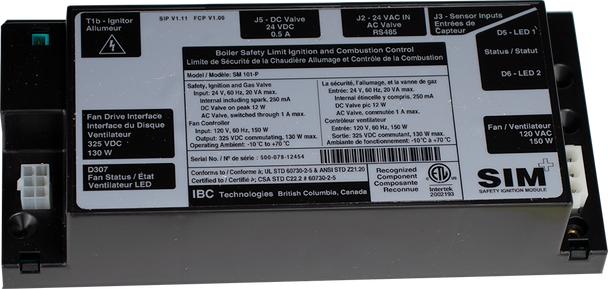 T1b - Ignitor
Allumeur
SIP V1.11 FCP V1.00
J5 - DC Valve
24 VDC
0.5 A
J2 - 24 VAC IN
AC Valve
RS485
J3 - Sensor Inputs
Entrées de
Capteur
D5 - LED 1
Status / Statut
D6 - LED 2
Boiler Safety Limit Ignition and Combustion Control
Limite de Sécurité de la Chaudière Allumage et Contrôle de la Combustion
Model / Modèle: SM 101-P
Safety, Ignition and Gas Valve
Input: 24 V, 60 Hz, 20 VA max.
Internal including spark, 250 mA
DC Valve on peak 12 W
AC Valve, switched through 1 A max.
Fan Controller
Input: 120 V, 60 Hz, 150 W
Output: 325 VDC commutating, 130 W max.
Operating Ambient: -10°C to +70 °C
La sécurité, l'allumage, et la vanne de gaz
Entrée: 24 V, 60 Hz, 20 VA max.
Internal étincelle y compris, 250 mA
DC Valve pic 12 W
AC Valve, commutée 1 A max.
Contrôleur ventilateur
Entrée: 120 V, 60 Hz, 150 W
Sortie: 325 VDC commutant, 130 W max.
Ambiante de fonctionnement: -10°C to +70°C
Serial No. / N° de série : 500-078-12454
Conforms to / Conforme à: UL STD 60730-2-5 & ANSI STD Z21.20
Certified to / Certifié à: CSA STD C22.2 # 60730-2-5
IBC Technologies British Columbia, Canada
Recognized
Component
Composante
Reconnue
ETL
Intertek
2002193
Fan Drive Interface
Interface du Disque
Ventilateur
325 VDC
130 W
D307
Fan Status / État
Ventilateur LED
Fan / Ventilateur
120 VAC
150 W
SIM
SAFETY IGNITION MODULE